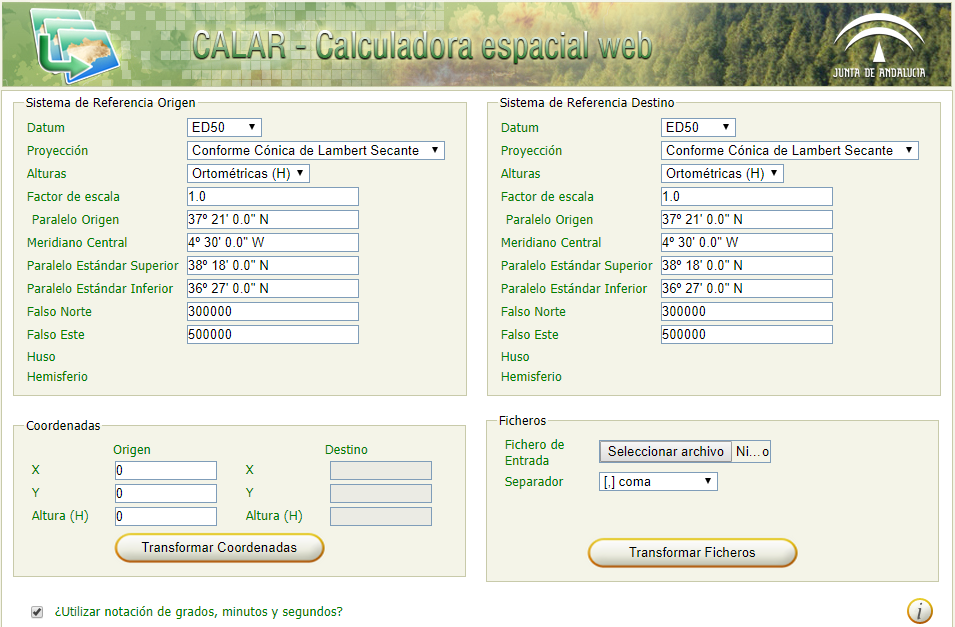 CALAR - Calculadora espacial web
JUNTA DE ANDALUCIA
Sistema de Referencia Origen
Datum ED50
Proyección Conforme Cónica de Lambert Secante
Alturas Ortométricas (H)
Factor de escala 1.0
Paralelo Origen 37º 21' 0.0" N
Meridiano Central 4º 30' 0.0" W
Paralelo Estándar Superior 38º 18' 0.0" N
Paralelo Estándar Inferior 36º 27' 0.0" N
Falso Norte 300000
Falso Este 500000
Huso
Hemisferio
Sistema de Referencia Destino
Datum ED50
Proyección Conforme Cónica de Lambert Secante
Alturas Ortométricas (H)
Factor de escala 1.0
Paralelo Origen 37º 21' 0.0" N
Meridiano Central 4º 30' 0.0" W
Paralelo Estándar Superior 38º 18' 0.0" N
Paralelo Estándar Inferior 36º 27' 0.0" N
Falso Norte 300000
Falso Este 500000
Huso
Hemisferio
Coordenadas
Origen Destino
X 0 X
Y 0 Y
Altura (H) 0 Altura (H)
Transformar Coordenadas
Ficheros
Fichero de
Entrada Seleccionar archivo Ni...o
Separador [,] coma
Transformar Ficheros
¿Utilizar notación de grados, minutos y segundos?
i